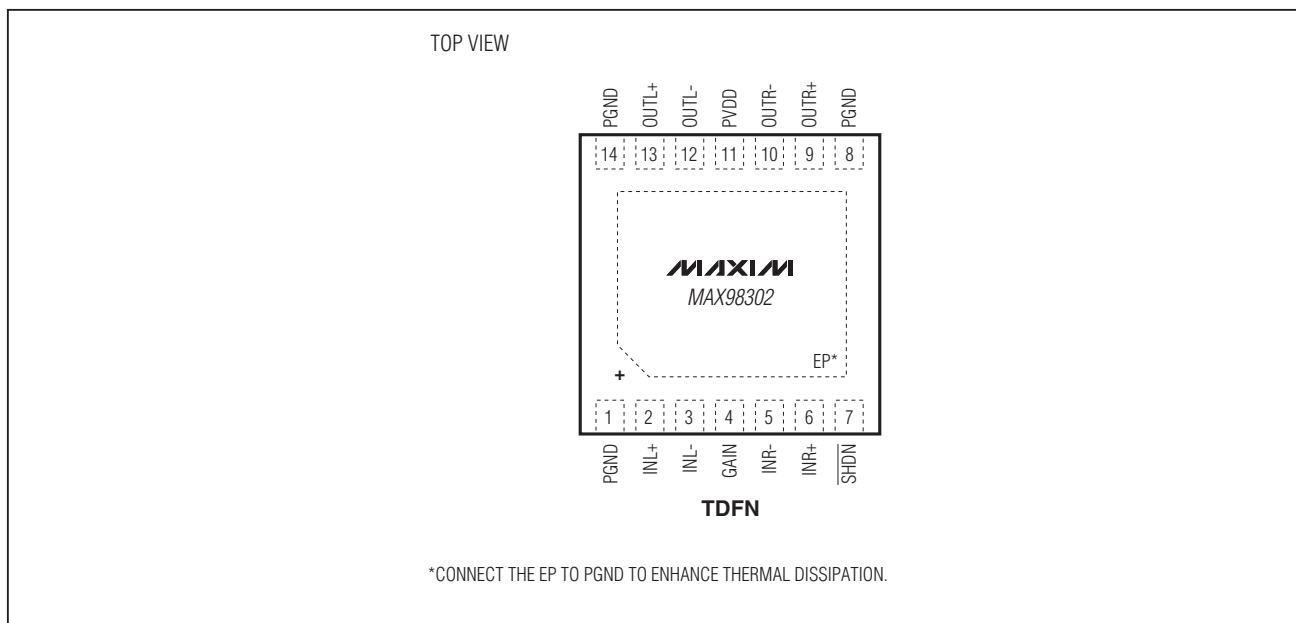 TOP VIEW
PGND OUTL+ OUTL- PVDD OUTR- OUTR+ PGND
14 13 12 11 10 9 8
MAXIM
MAX98302
EP*
+
1 2 3 4 5 6 7
PGND INL+ INL- GAIN INR- INR+ SHDN
TDFN
*CONNECT THE EP TO PGND TO ENHANCE THERMAL DISSIPATION.